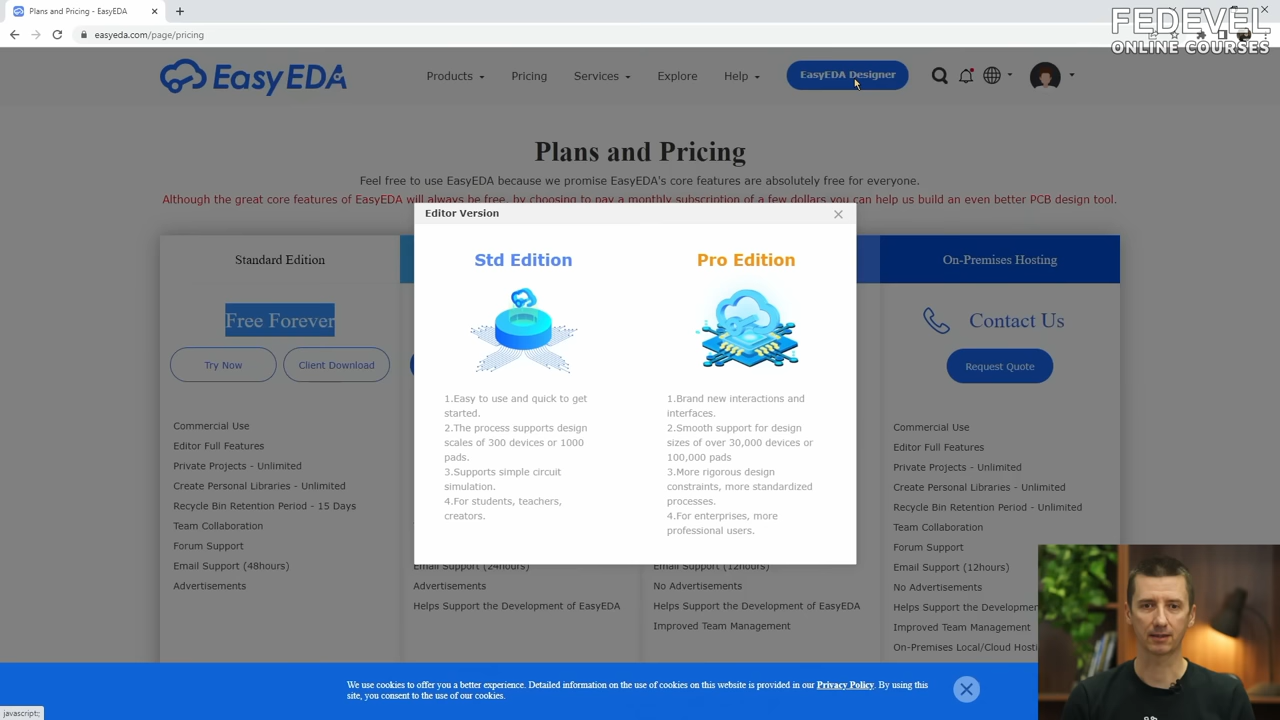 Plans and Pricing - EasyEDA
easyeda.com/page/pricing
FEDEVEL
ONLINE COURSES
EasyEDA
Products
Pricing
Services
Explore
Help
EasyEDA Designer
Plans and Pricing
Feel free to use EasyEDA because we promise EasyEDA's core features are absolutely free for everyone.
Although the great core features of EasyEDA will always be free, by choosing to pay a monthly subscription of a few dollars you can help us build an even better PCB design tool.
Editor Version
Std Edition
1.Easy to use and quick to get
started.
2.The process supports design
scales of 300 devices or 1000
pads.
3.Supports simple circuit
simulation.
4.For students, teachers,
creators.
Pro Edition
1.Brand new interactions and
interfaces.
2.Smooth support for design
sizes of over 30,000 devices or
100,000 pads
3.More rigorous design
constraints, more standardized
processes.
4.For enterprises, more
professional users.
Standard Edition
Free Forever
Try Now
Client Download
Commercial Use
Editor Full Features
Private Projects - Unlimited
Create Personal Libraries - Unlimited
Recycle Bin Retention Period - 15 Days
Team Collaboration
Forum Support
Email Support (48hours)
Advertisements
Email Support (24hours)
Advertisements
Helps Support the Development of EasyEDA
Email Support (12hours)
No Advertisements
Helps Support the Development of EasyEDA
Improved Team Management
On-Premises Hosting
Contact Us
Request Quote
Commercial Use
Editor Full Features
Private Projects - Unlimited
Create Personal Libraries - Unlimited
Recycle Bin Retention Period - Unlimited
Team Collaboration
Forum Support
Email Support (12hours)
No Advertisements
Helps Support the Development
Improved Team Management
On-Premises Local/Cloud Hosti
We use cookies to offer you a better experience. Detailed information on the use of cookies on this website is provided in our Privacy Policy. By using this
site, you consent to the use of our cookies.
javascript:;